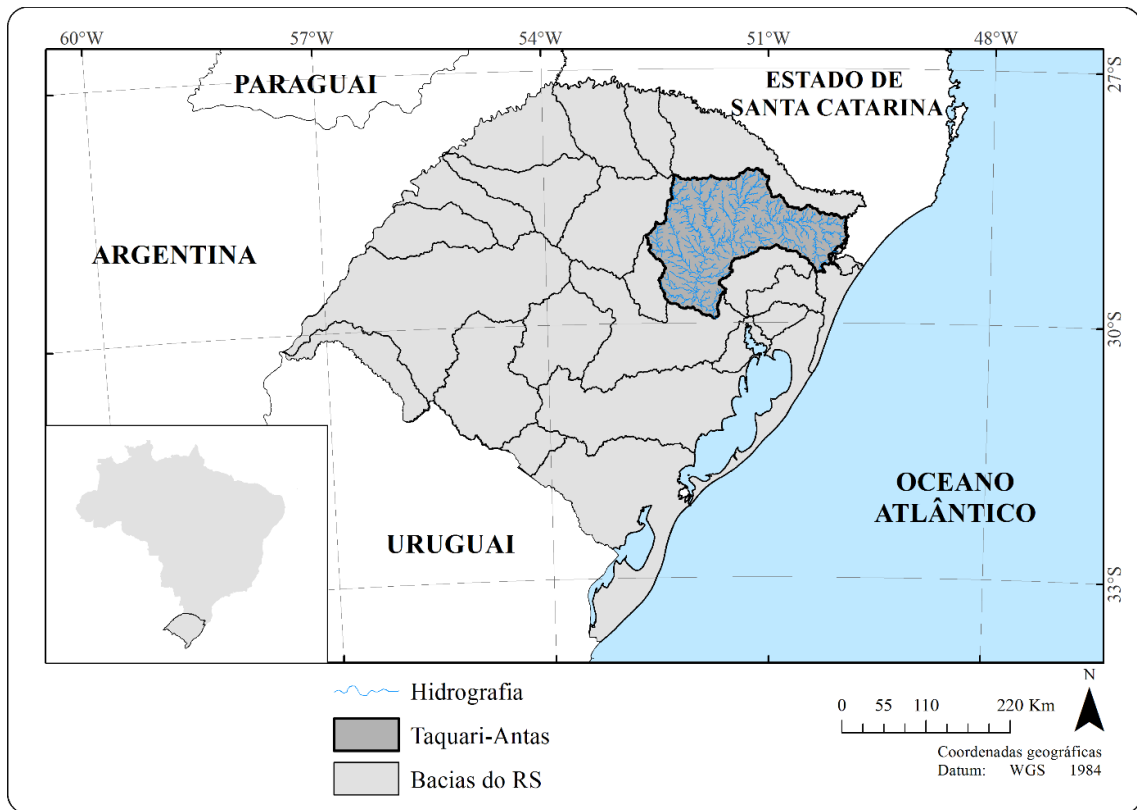 60°W 57°W 54°W 51°W 48°W
PARAGUAI
ESTADO DE
SANTA CATARINA
27°S
ARGENTINA
30°S
OCEANO
ATLÂNTICO
URUGUAI
33°S
Hidrografia
Taquari-Antas
Bacias do RS
N
0 55 110 220 Km
Coordenadas geográficas
Datum: WGS 1984